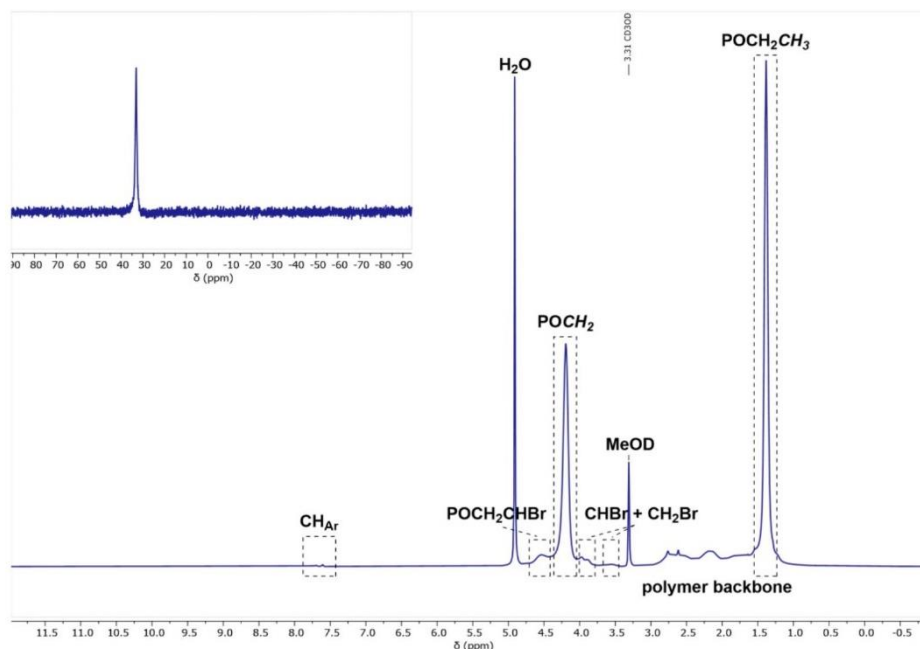 3.31 CD3OD
POCH₂CH₃
H₂O
90 80 70 60 50 40 30 20 10 0 -10 -20 -30 -40 -50 -60 -70 -80 -90
δ (ppm)
POCH₂
MeOD
POCH₂CHBr
CHBr + CH₂Br
CH_Ar
polymer backbone
11.5 11.0 10.5 10.0 9.5 9.0 8.5 8.0 7.5 7.0 6.5 6.0 5.5 5.0 4.5 4.0 3.5 3.0 2.5 2.0 1.5 1.0 0.5 0.0 -0.5
δ (ppm)